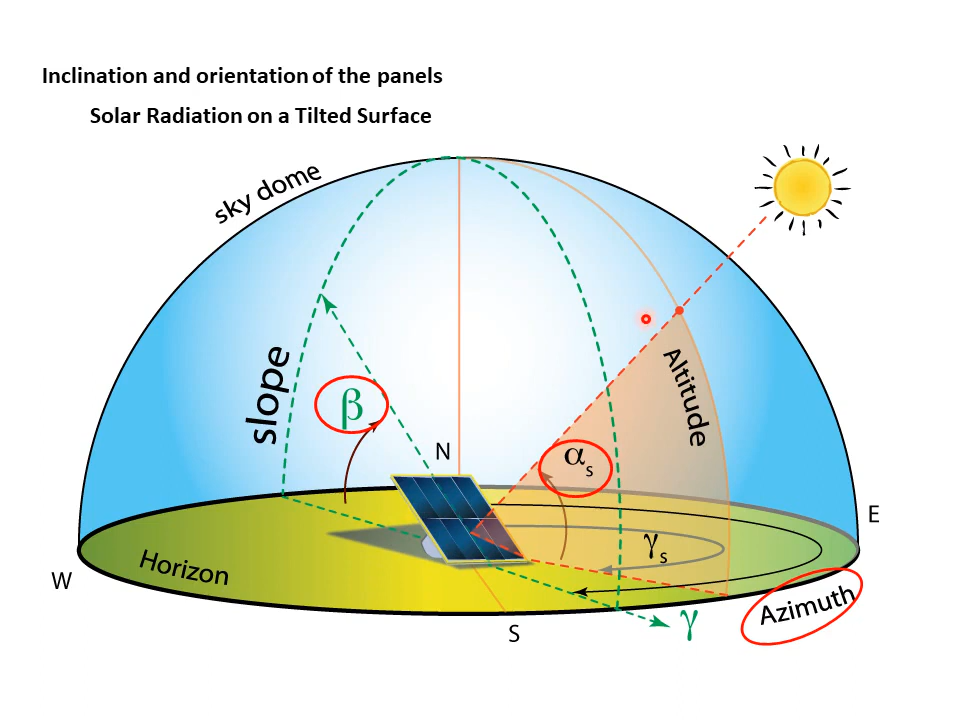 Inclination and orientation of the panels
Solar Radiation on a Tilted Surface
sky dome
slope
β
Altitude
N
αs
E
γs
Horizon
W
Azimuth
S
γ